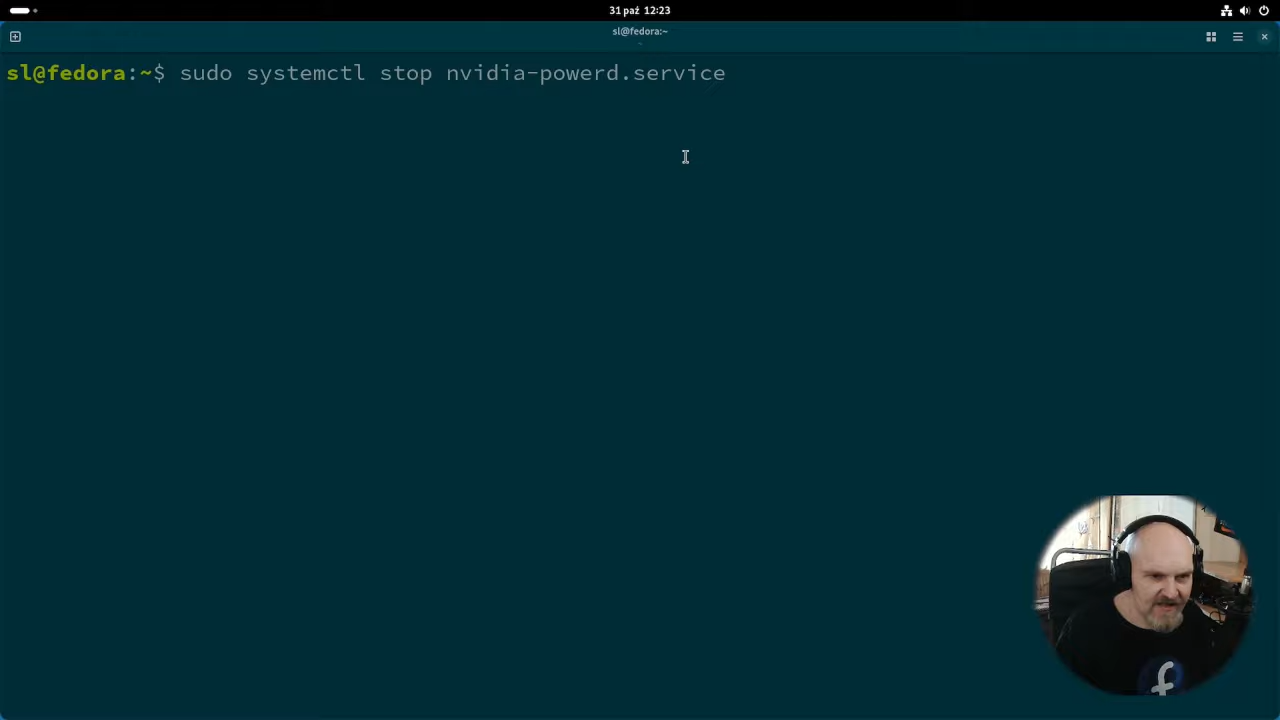 31 paź 12:23
sl@fedora:~
~
sl@fedora:~$ sudo systemctl stop nvidia-powerd.service